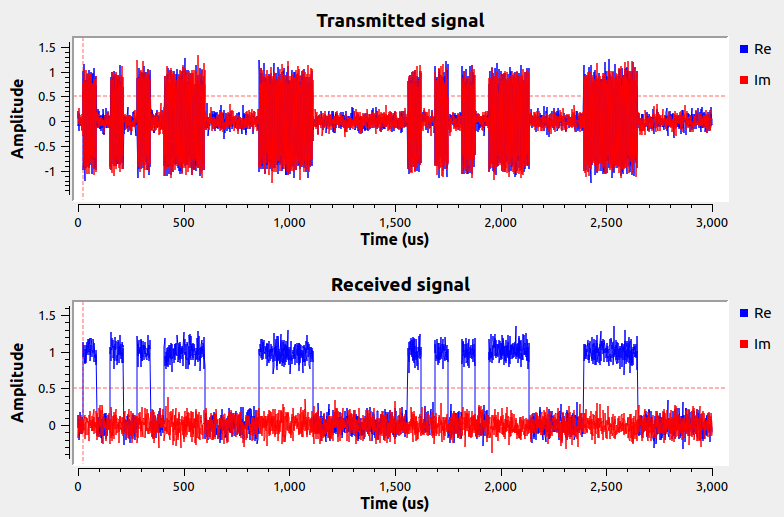 Transmitted signal
1.5
1
0.5
0
-0.5
-1
Amplitude
Re
Im
0 500 1,000 1,500 2,000 2,500 3,000
Time (us)
Received signal
1.5
1
0.5
0
Amplitude
Re
Im
0 500 1,000 1,500 2,000 2,500 3,000
Time (us)